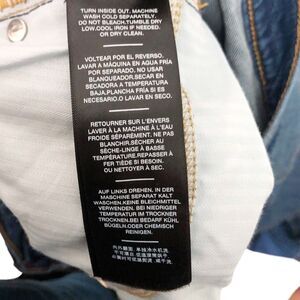 TURN INSIDE OUT. MACHINE
WASH COLD SEPARATELY.
DO NOT BLEACH.TUMBLE DRY
LOW.COOL IRON IF NEEDED.
OR DRY CLEAN.
VOLTEAR POR EL REVERSO.
LAVAR A MÁQUINA EN AGUA FRÍA
POR SEPARADO. NO USAR
BLANQUEADOR.SECAR EN
SECADORA A TEMPERATURA
BAJA.PLANCHA FRÍA SI ES
NECESARIO.O LAVAR EN SECO.
RETOURNER SUR L'ENVERS
LAVER À LA MACHINE À L'EAU
FROIDE SÉPARÉMENT. NE PAS
BLANCHIR.SÉCHER AU
SÈCHE-LINGE À BASSE
TEMPÉRATURE.REPASSER À
FER TIÈDE SI BESOIN
OU NETTOYER À SEC.
AUF LINKS DREHEN. IN DER
MASCHINE SEPARAT KALT
WASCHEN.KEINE BLEICHMITTEL
VERWENDEN. BEI NIEDRIGER
TEMPERATUR IM TROCKNER
TROCKNEN.BEI BEDARF KÜHL
BÜGELN.ODER CHEMISCH
REINIGEN.